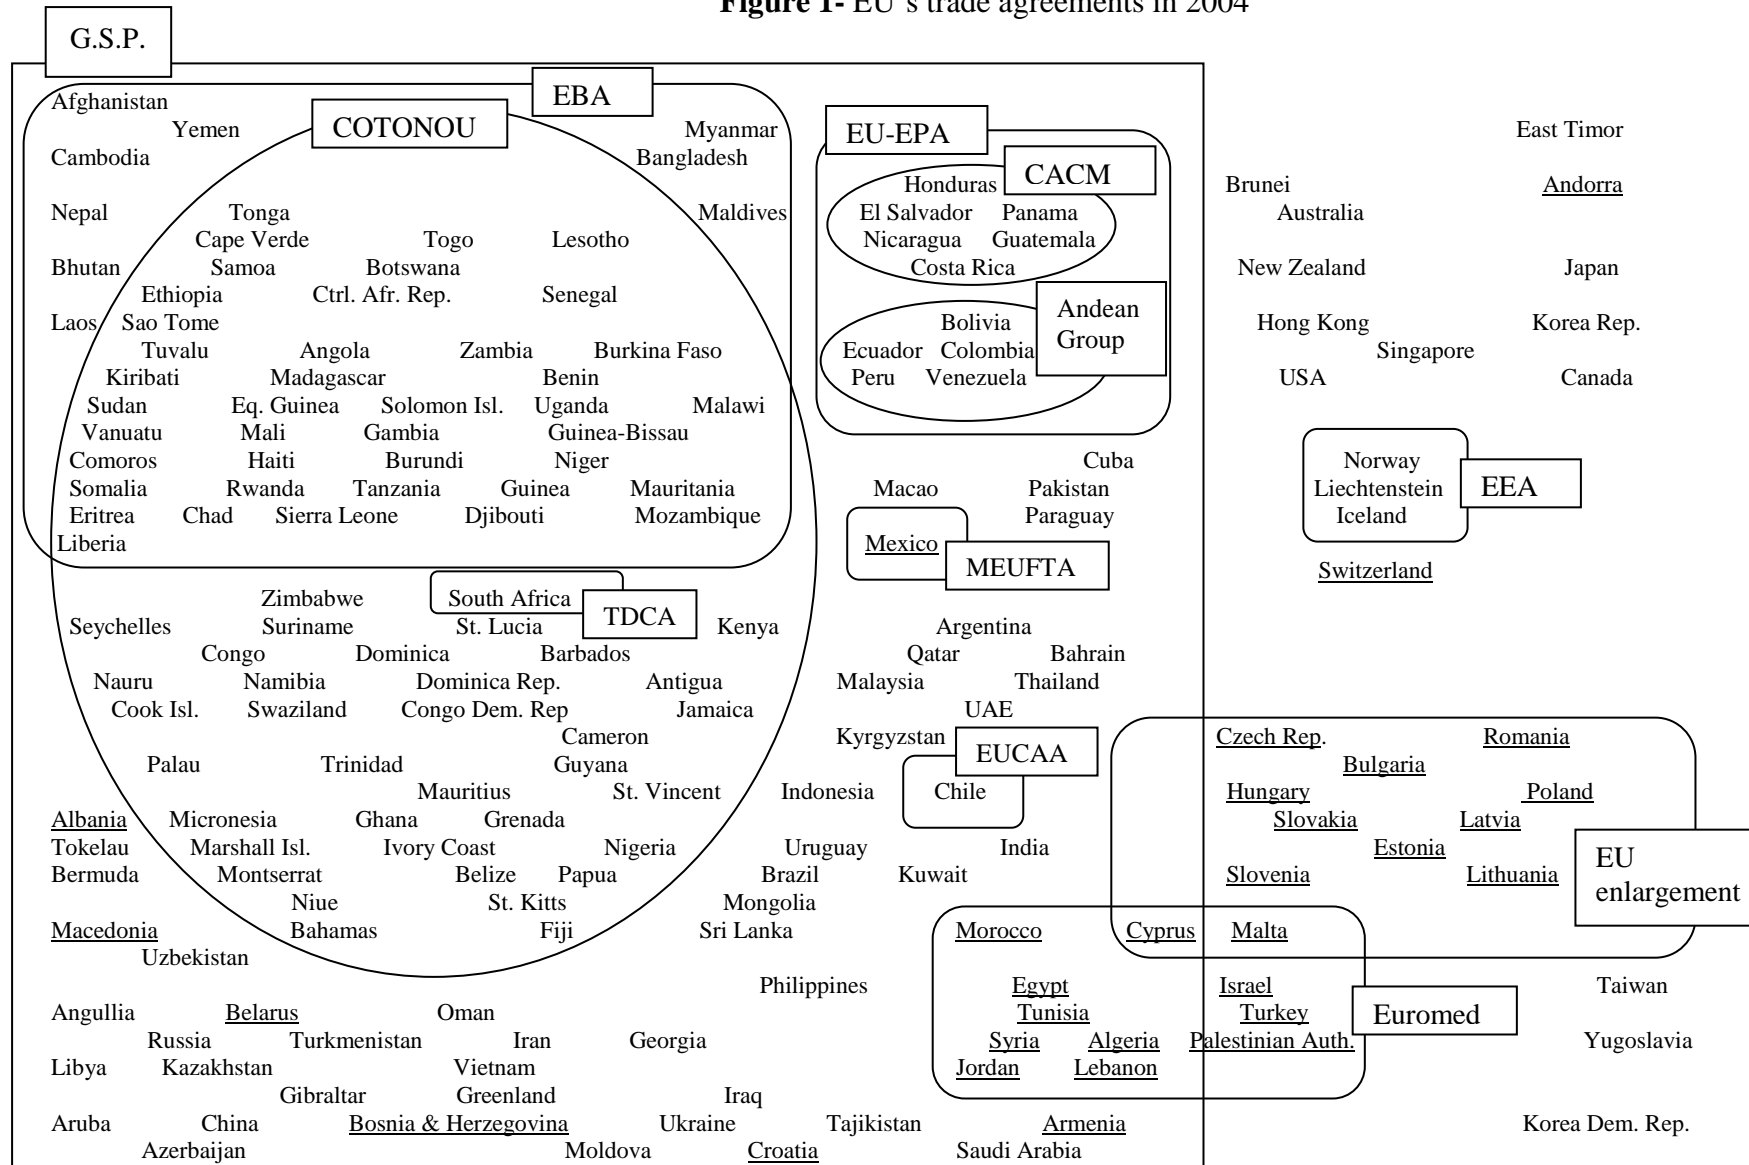 Figure 1- EU's trade agreements in 2004
G.S.P.
EBA
Afghanistan
COTONOU
EU-EPA
Yemen Myanmar East Timor
Cambodia Bangladesh
CACM
Honduras Brunei Andorra
Nepal Tonga Maldives El Salvador Panama Australia
Cape Verde Togo Lesotho Nicaragua Guatemala
Bhutan Samoa Botswana Costa Rica New Zealand Japan
Ethiopia Ctrl. Afr. Rep. Senegal
Andean
Group
Laos Sao Tome Bolivia Hong Kong Korea Rep.
Tuvalu Angola Zambia Burkina Faso Ecuador Colombia Singapore
Kiribati Madagascar Benin Peru Venezuela USA Canada
Sudan Eq. Guinea Solomon Isl. Uganda Malawi
Vanuatu Mali Gambia Guinea-Bissau
Comoros Haiti Burundi Niger Cuba Norway
Somalia Rwanda Tanzania Guinea Mauritania Macao Pakistan Liechtenstein EEA
Eritrea Chad Sierra Leone Djibouti Mozambique Paraguay Iceland
Liberia Mexico
MEUFTA
Switzerland
Zimbabwe South Africa
TDCA
Seychelles Suriname St. Lucia Kenya Argentina
Congo Dominica Barbados Qatar Bahrain
Nauru Namibia Dominica Rep. Antigua Malaysia Thailand
Cook Isl. Swaziland Congo Dem. Rep Jamaica UAE
Cameron Kyrgyzstan Czech Rep. Romania
EUCAA
Palau Trinidad Guyana Bulgaria
Mauritius St. Vincent Indonesia Chile Hungary Poland
Albania Micronesia Ghana Grenada Slovakia Latvia
Tokelau Marshall Isl. Ivory Coast Nigeria Uruguay India Estonia
EU
enlargement
Bermuda Montserrat Belize Papua Brazil Kuwait Slovenia Lithuania
Niue St. Kitts Mongolia
Macedonia Bahamas Fiji Sri Lanka Morocco Cyprus Malta
Uzbekistan
Philippines Egypt Israel Taiwan
Angullia Belarus Oman Tunisia Turkey Euromed
Russia Turkmenistan Iran Georgia Syria Algeria Palestinian Auth. Yugoslavia
Libya Kazakhstan Vietnam Jordan Lebanon
Gibraltar Greenland Iraq
Aruba China Bosnia & Herzegovina Ukraine Tajikistan Armenia Korea Dem. Rep.
Azerbaijan Moldova Croatia Saudi Arabia